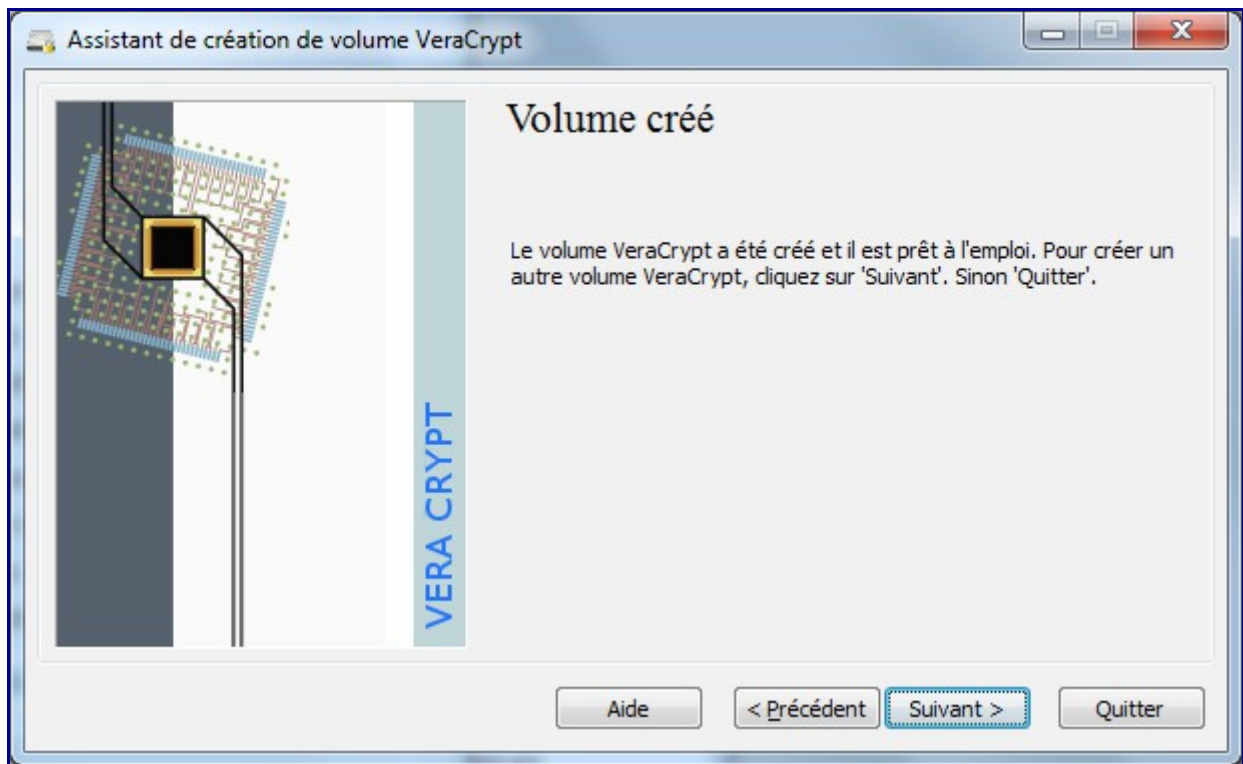 Assistant de création de volume VeraCrypt
Volume créé
Le volume VeraCrypt a été créé et il est prêt à l'emploi. Pour créer un
autre volume VeraCrypt, cliquez sur 'Suivant'. Sinon 'Quitter'.
VERA CRYPT
Aide
< Précédent
Suivant >
Quitter